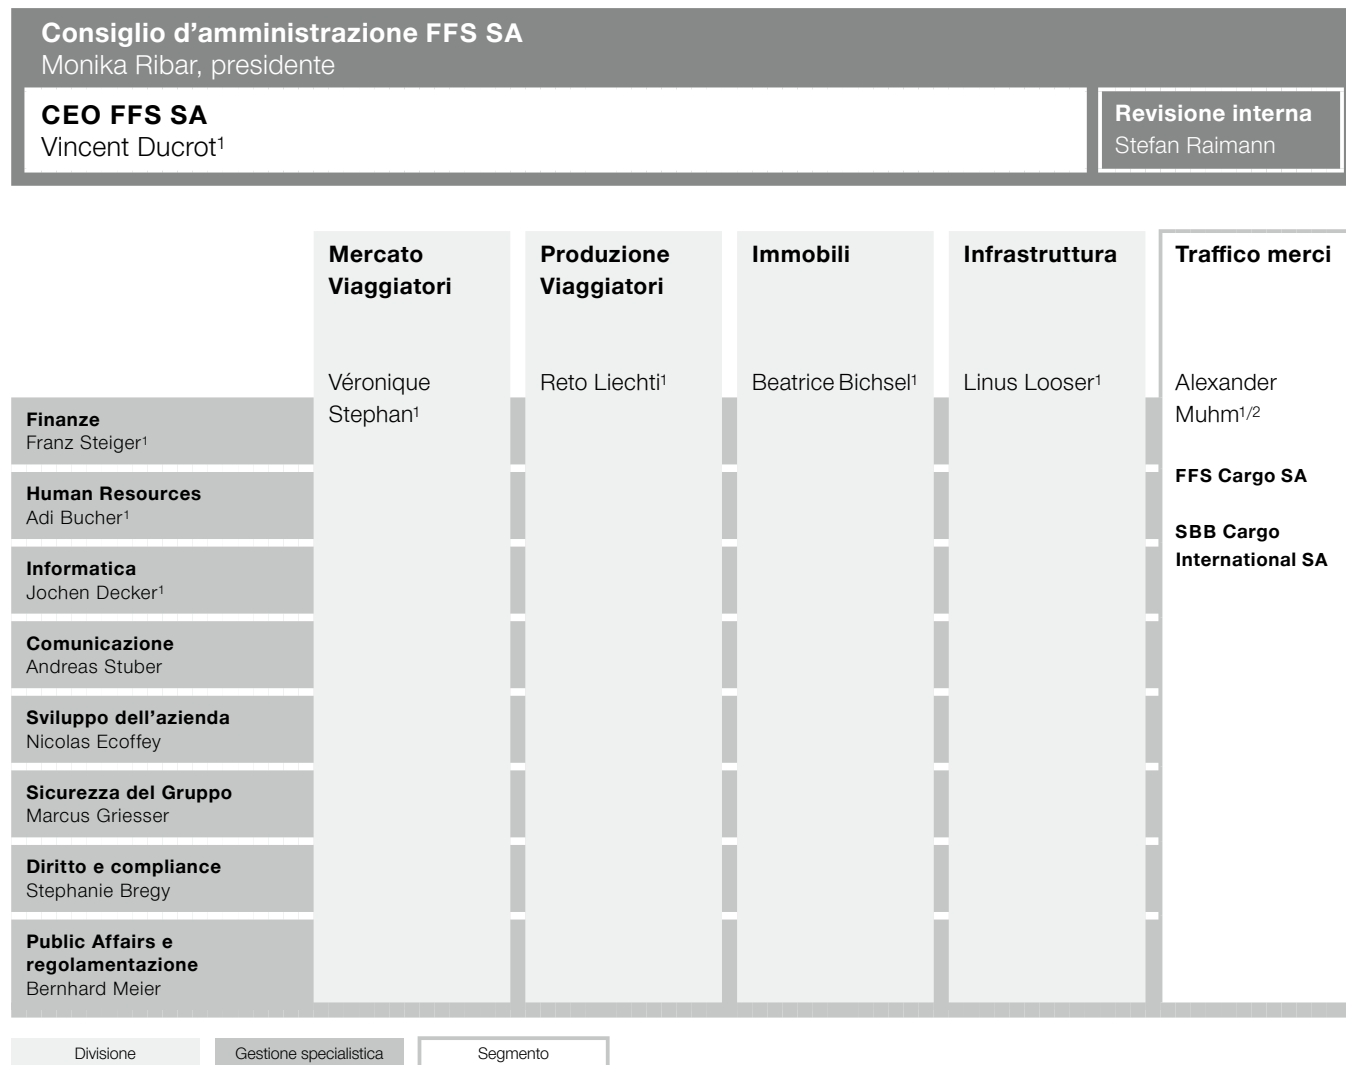 Consiglio d’amministrazione FFS SA
Monika Ribar, presidente
CEO FFS SA
Vincent Ducrot¹
Revisione interna
Stefan Raimann
Mercato
Viaggiatori
Véronique
Stephan¹
Produzione
Viaggiatori
Reto Liechti¹
Immobili
Beatrice Bichsel¹
Infrastruttura
Linus Looser¹
Traffico merci
Alexander
Muhm¹/²
FFS Cargo SA
SBB Cargo
International SA
Finanze
Franz Steiger¹
Human Resources
Adi Bucher¹
Informatica
Jochen Decker¹
Comunicazione
Andreas Stuber
Sviluppo dell’azienda
Nicolas Ecoffey
Sicurezza del Gruppo
Marcus Griesser
Diritto e compliance
Stephanie Bregy
Public Affairs e
regolamentazione
Bernhard Meier
Divisione
Gestione specialistica
Segmento